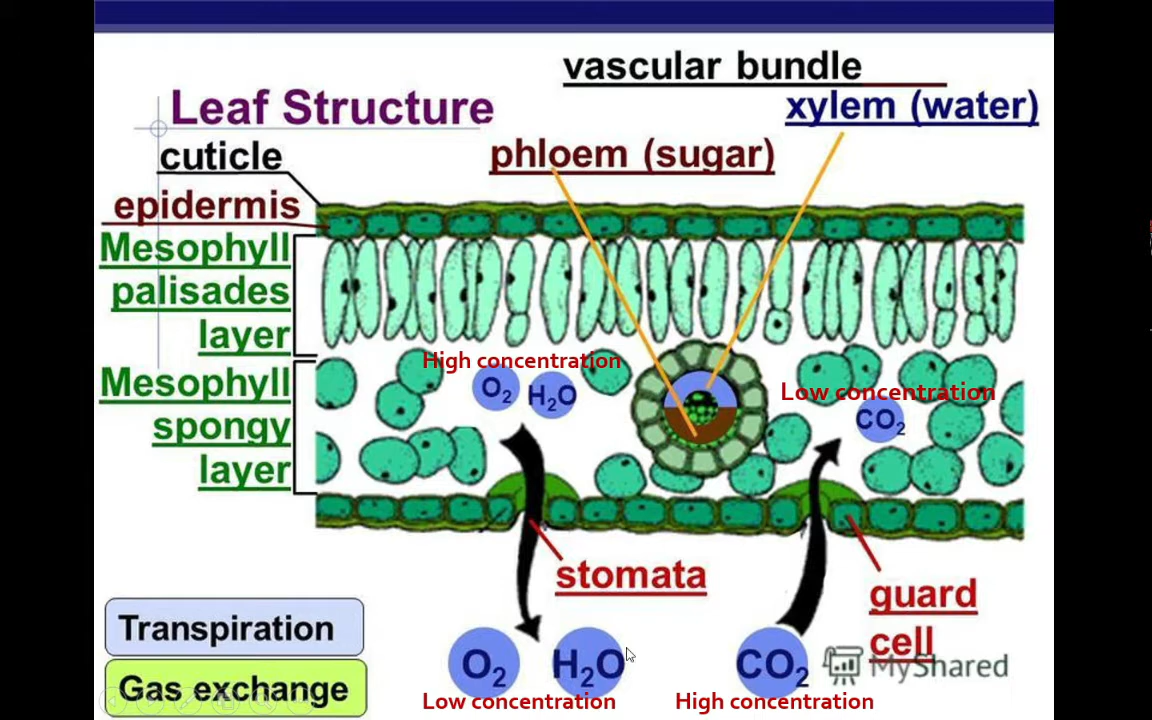 vascular bundle
Leaf Structure
xylem (water)
cuticle
phloem (sugar)
epidermis
Mesophyll
palisades
layer
High concentration
O2 H2O
Low concentration
CO2
Mesophyll
spongy
layer
stomata
guard
cell
Transpiration
Gas exchange
O2 H2O
Low concentration
CO2
High concentration
MyShared